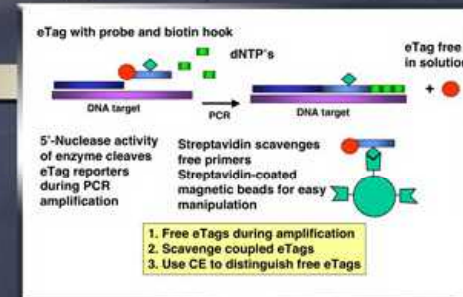 eTag with probe and biotin hook
dNTP's
eTag free
in solution
DNA target
PCR
DNA target
+
5'-Nuclease activity
of enzyme cleaves
eTag reporters
during PCR
amplification
Streptavidin scavenges
free primers
Streptavidin-coated
magnetic beads for easy
manipulation
1. Free eTags during amplification
2. Scavenge coupled eTags
3. Use CE to distinguish free eTags